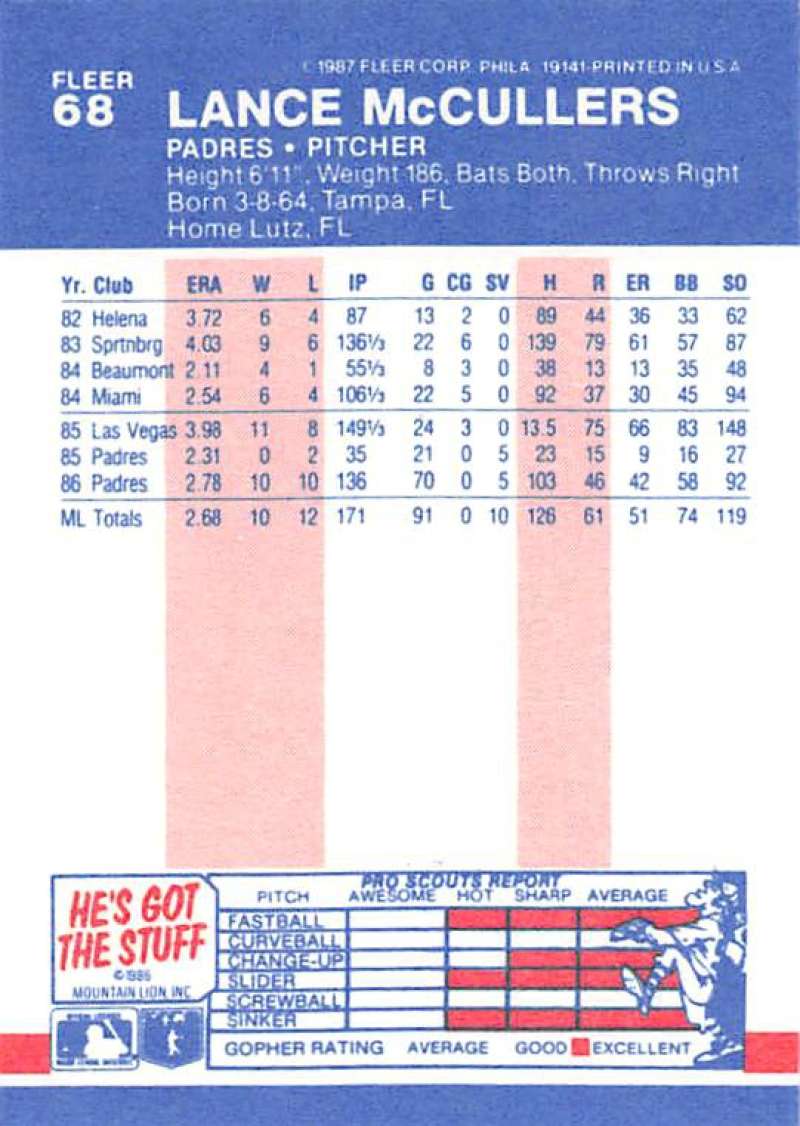 © 1987 FLEER CORP. PHILA. 19141-PRINTED IN U.S.A.
FLEER
68 LANCE McCULLERS
PADRES • PITCHER
Height 6'11", Weight 186, Bats Both, Throws Right
Born 3-8-64, Tampa, FL
Home Lutz, FL
Yr. Club ERA W L IP G CG SV H R ER BB SO
82 Helena 3.72 6 4 87 13 2 0 89 44 36 33 62
83 Sprtnbrg 4.03 9 6 136⅓ 22 6 0 139 79 61 57 87
84 Beaumont 2.11 4 1 55⅓ 8 3 0 38 13 13 35 48
84 Miami 2.54 6 4 106⅓ 22 5 0 92 37 30 45 94
85 Las Vegas 3.98 11 8 149⅓ 24 3 0 13.5 75 66 83 148
85 Padres 2.31 0 2 35 21 0 5 23 15 9 16 27
86 Padres 2.78 10 10 136 70 0 5 103 46 42 58 92
ML Totals 2.68 10 12 171 91 0 10 126 61 51 74 119
HE'S GOT
THE STUFF
© 1986
MOUNTAIN LION, INC
PRO SCOUTS REPORT
PITCH AWESOME HOT SHARP AVERAGE
FASTBALL
CURVEBALL
CHANGE-UP
SLIDER
SCREWBALL
SINKER
GOPHER RATING AVERAGE GOOD EXCELLENT